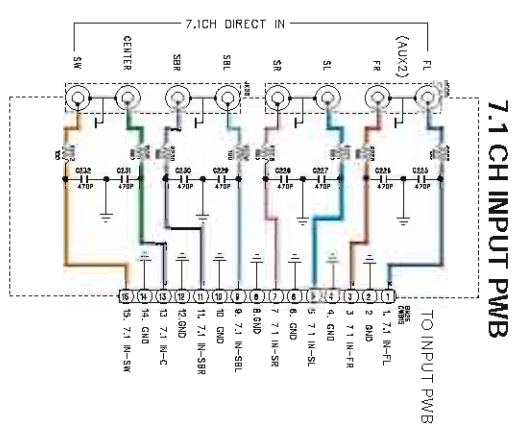 7.1CH DIRECT IN
SW
CENTER
SBR
SBL
SR
SL
FR
(AUX2)
FL
C232
470P
C231
470P
C230
470P
C229
470P
C228
470P
C227
470P
C226
470P
C225
470P
15 14 13 12 11 10 9 8 7 6 5 4 3 2 1
15. 7.1 IN-SW
14. GND
13. 7.1 IN-C
12.GND
11. 7.1 IN-SBR
10. GND
9. 7.1 IN-SBL
8.GND
7. 7.1 IN-SR
6. GND
5 7.1 IN-SL
4. GND
3 7.1 IN-FR
2 GND
1. 7.1 IN-FL
TO INPUT PWB
7.1 CH INPUT PWB